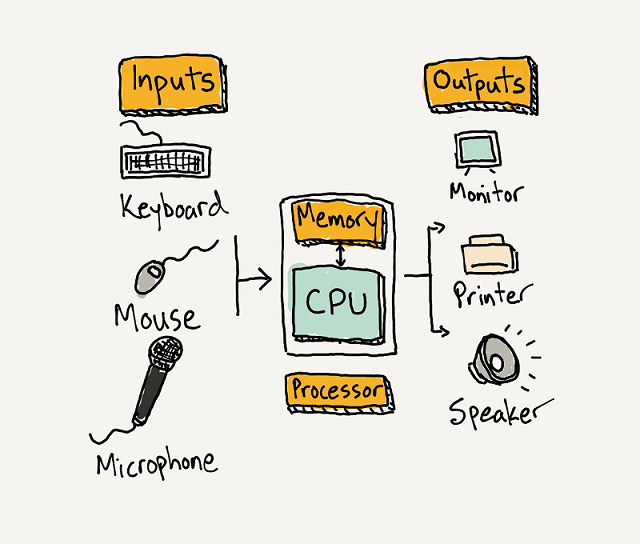 Inputs
Keyboard
Mouse
Microphone
Memory
CPU
Processor
Outputs
Monitor
Printer
Speaker